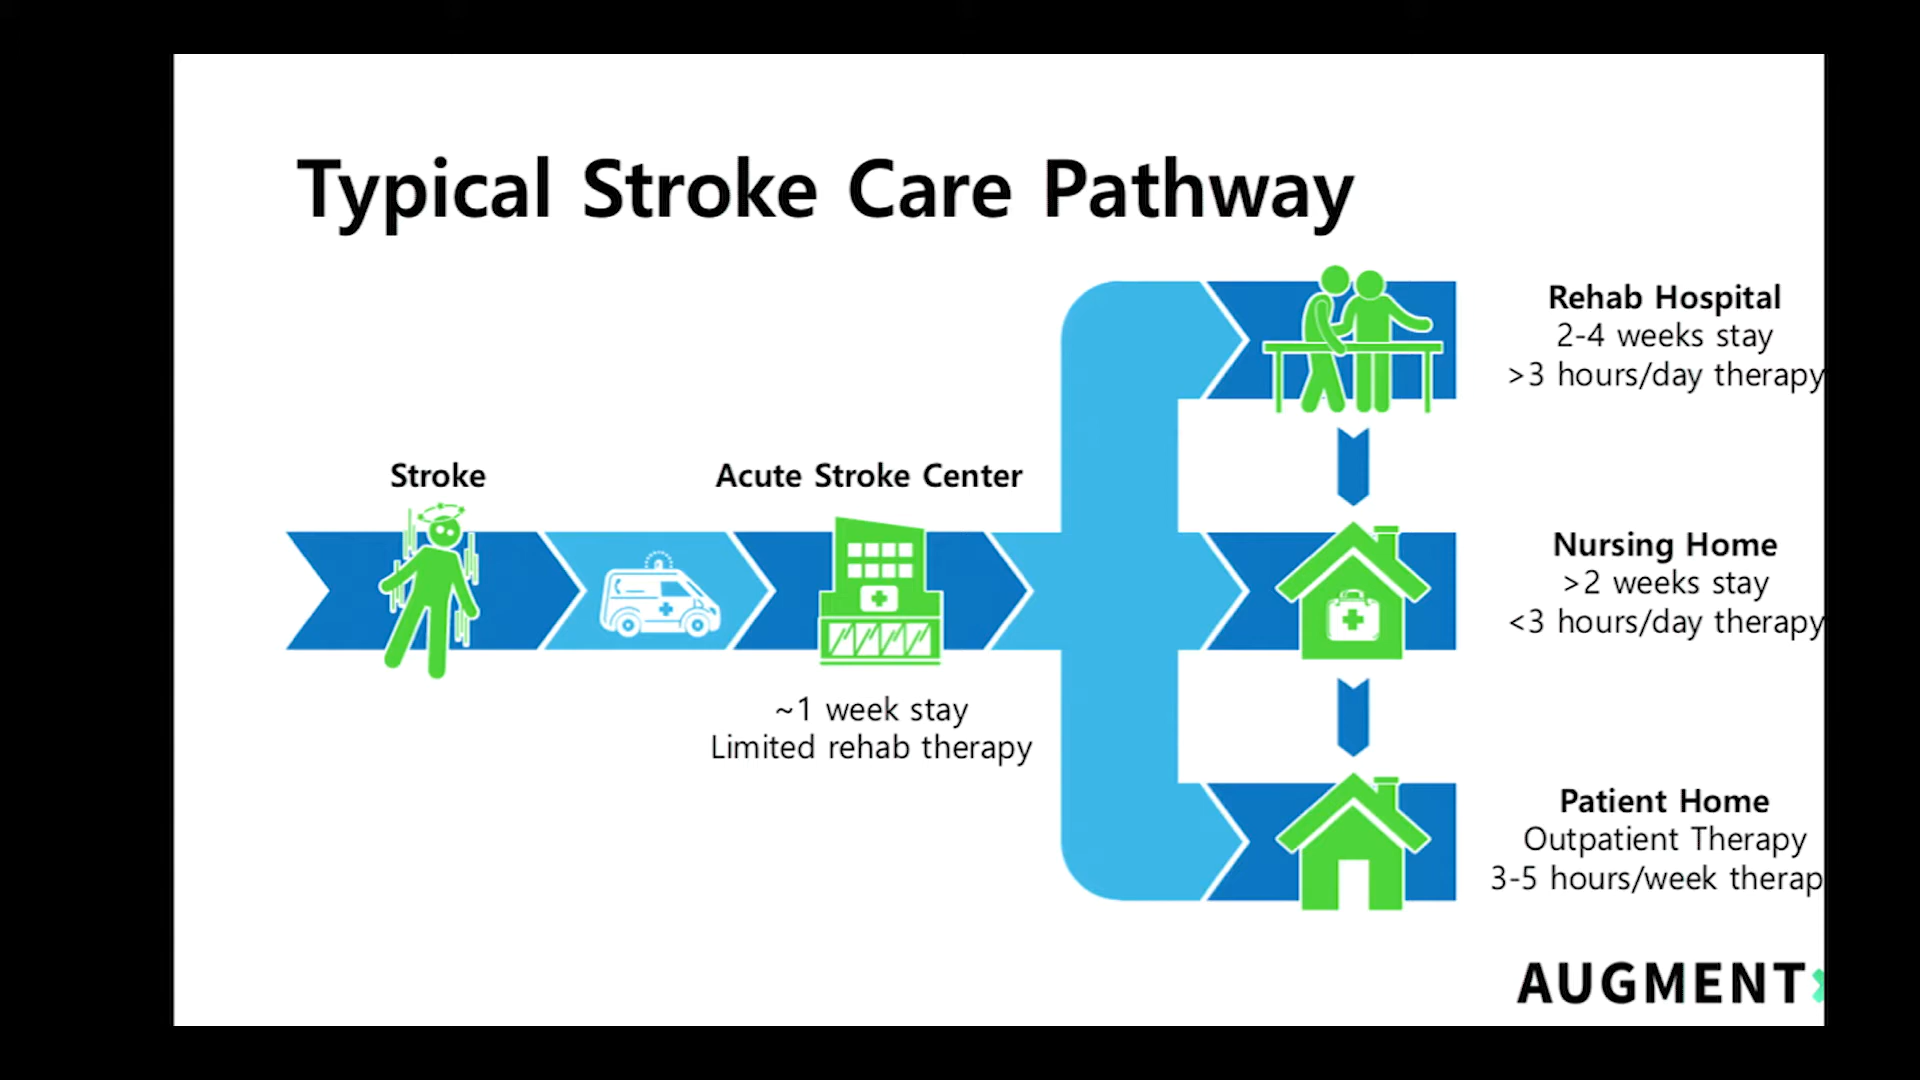 Typical Stroke Care Pathway
Stroke
Acute Stroke Center
~1 week stay
Limited rehab therapy
Rehab Hospital
2-4 weeks stay
>3 hours/day therapy
Nursing Home
>2 weeks stay
<3 hours/day therapy
Patient Home
Outpatient Therapy
3-5 hours/week therap
AUGMENT